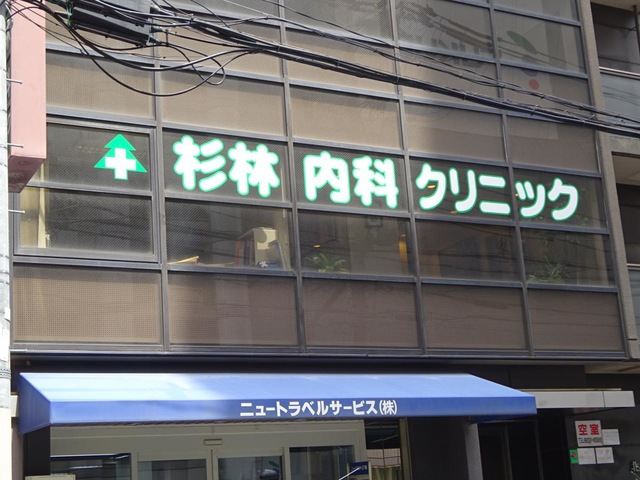 杉林 内科 クリニック
ニュートラベルサービス(株)
空室